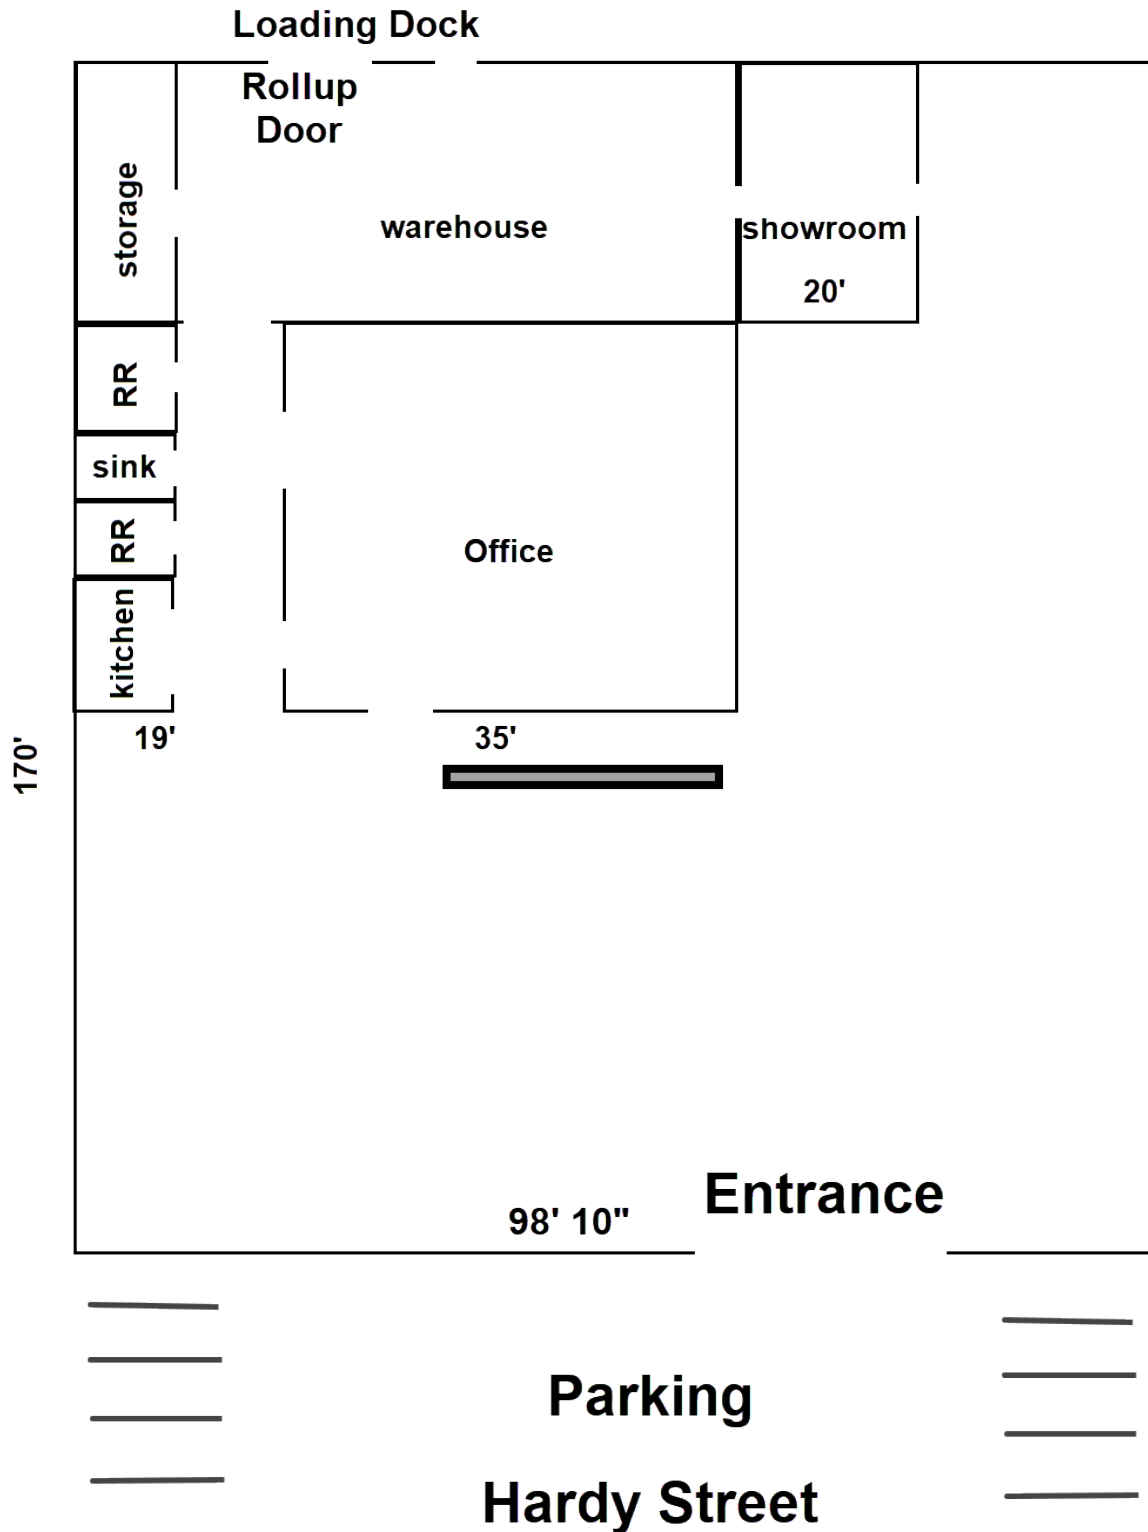 Loading Dock
Rollup
Door
storage
warehouse
showroom
20'
RR
sink
RR
Office
kitchen
19'
35'
170'
Entrance
98' 10"
Parking
Hardy Street